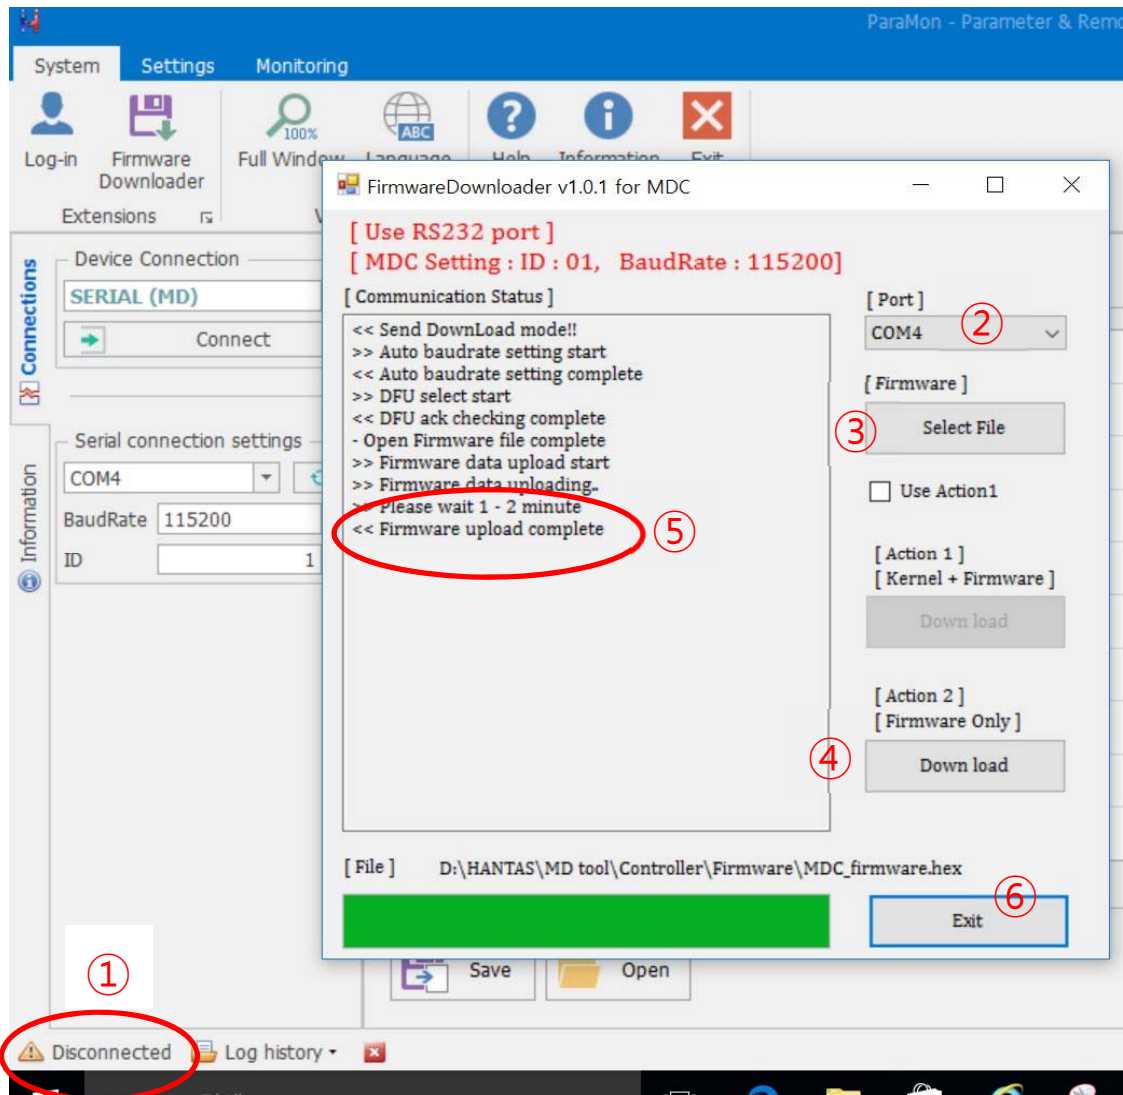 ParaMon - Parameter & Remo
System Settings Monitoring
100%
ABC
Log-in Firmware Downloader Full Window Language Help Information Exit
Extensions
Connections
Information
Device Connection
SERIAL (MD)
Connect
Serial connection settings
COM4
BaudRate 115200
ID 1
FirmwareDownloader v1.0.1 for MDC
[ Use RS232 port ]
[ MDC Setting : ID : 01, BaudRate : 115200]
[ Communication Status ]
<< Send DownLoad mode!!
>> Auto baudrate setting start
<< Auto baudrate setting complete
>> DFU select start
<< DFU ack checking complete
- Open Firmware file complete
>> Firmware data upload start
>> Firmware data uploading..
>> Please wait 1 - 2 minute
<< Firmware upload complete
⑤
[ Port ]
COM4 ②
[ Firmware ]
③ Select File
Use Action1
[ Action 1 ]
[ Kernel + Firmware ]
Down load
[ Action 2 ]
[ Firmware Only ]
④ Down load
[ File ] D:\HANTAS\MD tool\Controller\Firmware\MDC_firmware.hex
⑥
Exit
Save Open
①
Disconnected Log history